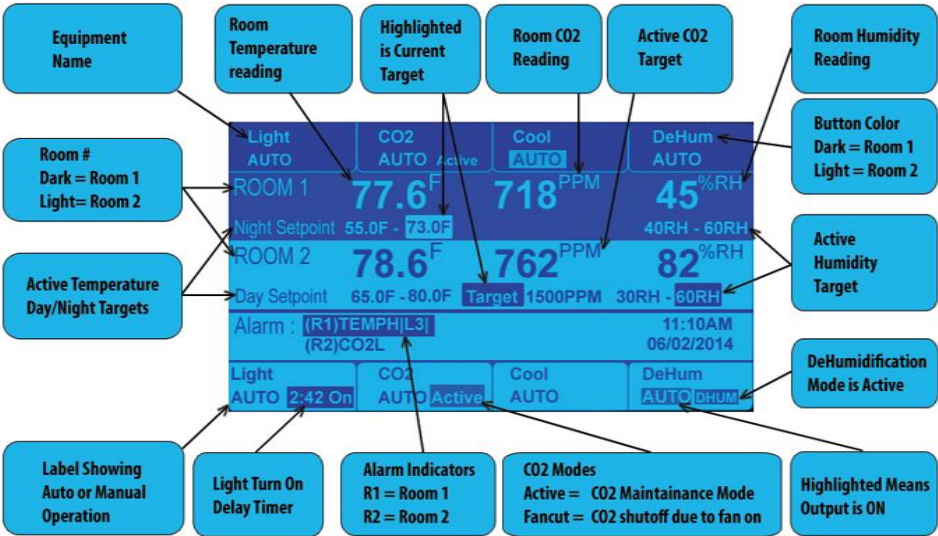 Equipment
Name
Room
Temperature
reading
Highlighted
is Current
Target
Room CO2
Reading
Active CO2
Target
Room Humidity
Reading
Room #
Dark = Room 1
Light= Room 2
Button Color
Dark = Room 1
Light = Room 2
Active Temperature
Day/Night Targets
Active
Humidity
Target
Light CO2 Cool DeHum
AUTO AUTO Active AUTO AUTO
ROOM 1 77.6F 718PPM 45%RH
Night Setpoint 55.0F - 73.0F 40RH - 60RH
ROOM 2 78.6F 762PPM 82%RH
Day Setpoint 65.0F - 80.0F Target 1500PPM 30RH - 60RH
Alarm : (R1)TEMPH|L3| 11:10AM
(R2)CO2L 06/02/2014
Light CO2 Cool DeHum
AUTO 2:42 On AUTO Active AUTO AUTO DHUM
DeHumidification
Mode is Active
Label Showing
Auto or Manual
Operation
Light Turn On
Delay Timer
Alarm Indicators
R1 = Room 1
R2 = Room 2
CO2 Modes
Active = CO2 Maintainance Mode
Fancut = CO2 shutoff due to fan on
Highlighted Means
Output is ON